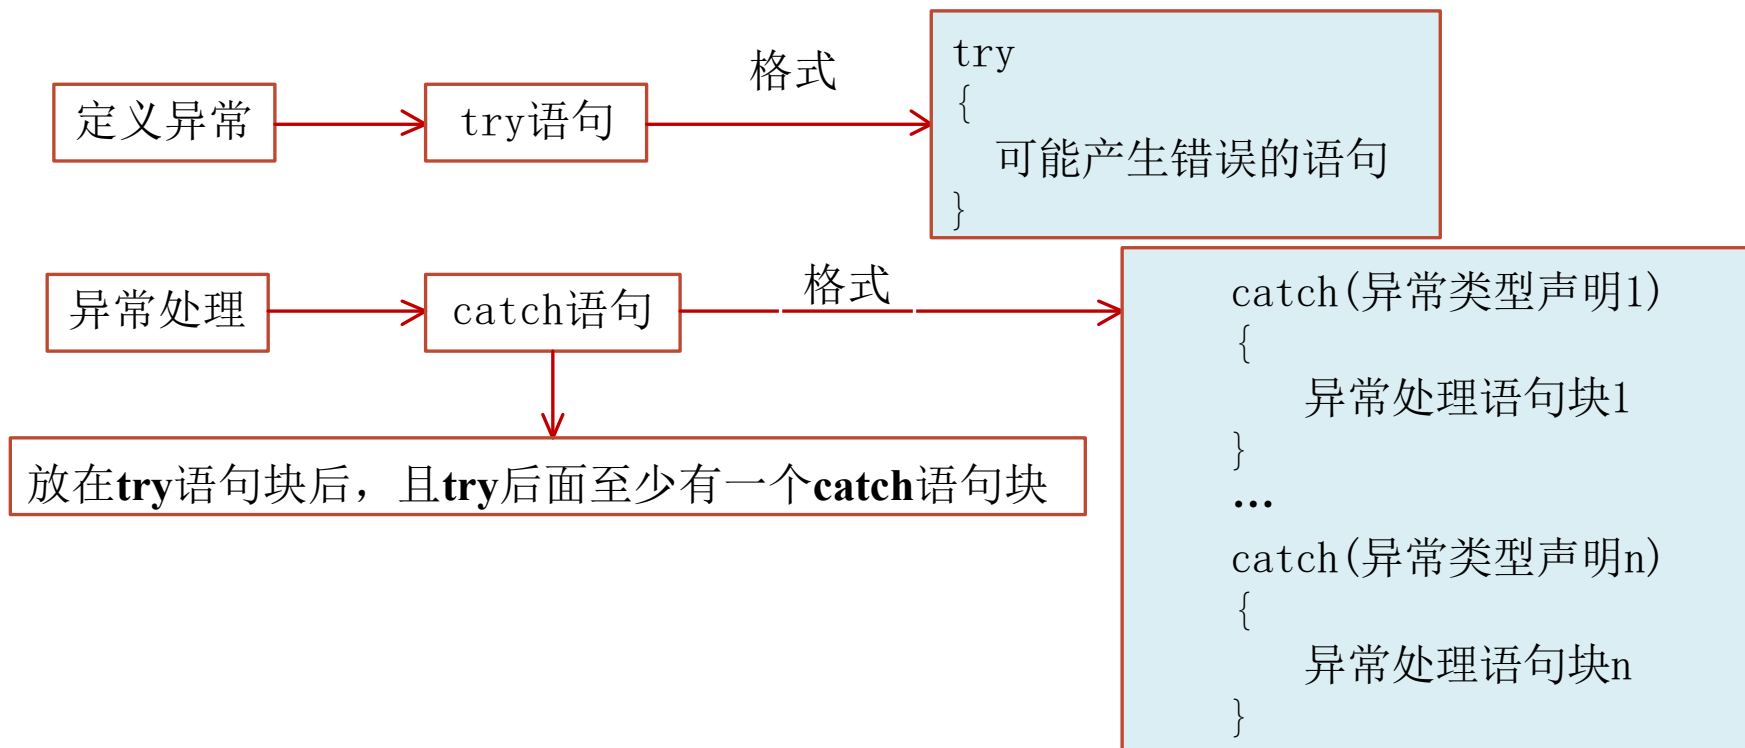 定义异常
try语句
格式
try
{
可能产生错误的语句
}
异常处理
catch语句
格式
catch(异常类型声明1)
{
异常处理语句块1
}
…
catch(异常类型声明n)
{
异常处理语句块n
}
放在try语句块后，且try后面至少有一个catch语句块